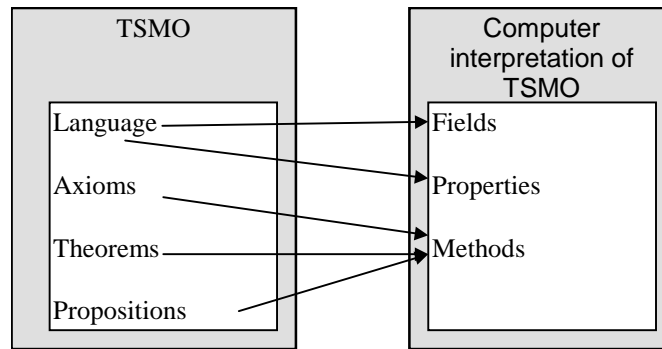 TSMO
Language
Axioms
Theorems
Propositions
Computer
interpretation of
TSMO
Fields
Properties
Methods